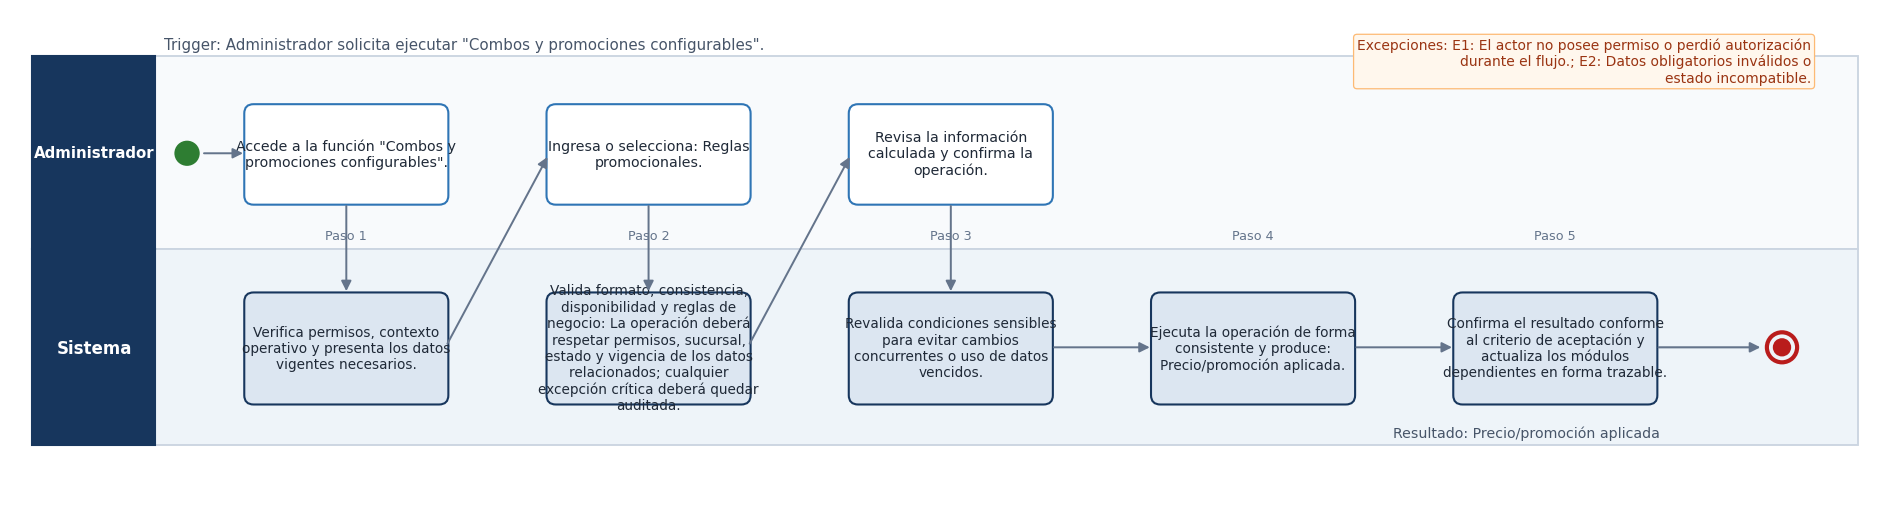 Trigger: Administrador solicita ejecutar "Combos y promociones configurables".
Excepciones: E1: El actor no posee permiso o perdió autorización
durante el flujo.; E2: Datos obligatorios inválidos o
estado incompatible.
Administrador
Accede a la función "Combos y
promociones configurables".
Ingresa o selecciona: Reglas
promocionales.
Revisa la información
calculada y confirma la
operación.
Paso 1
Paso 2
Paso 3
Paso 4
Paso 5
Sistema
Verifica permisos, contexto
operativo y presenta los datos
vigentes necesarios.
Valida formato, consistencia,
disponibilidad y reglas de
negocio: La operación deberá
respetar permisos, sucursal,
estado y vigencia de los datos
relacionados; cualquier
excepción crítica deberá quedar
auditada.
Revalida condiciones sensibles
para evitar cambios
concurrentes o uso de datos
vencidos.
Ejecuta la operación de forma
consistente y produce:
Precio/promoción aplicada.
Confirma el resultado conforme
al criterio de aceptación y
actualiza los módulos
dependientes en forma trazable.
Resultado: Precio/promoción aplicada